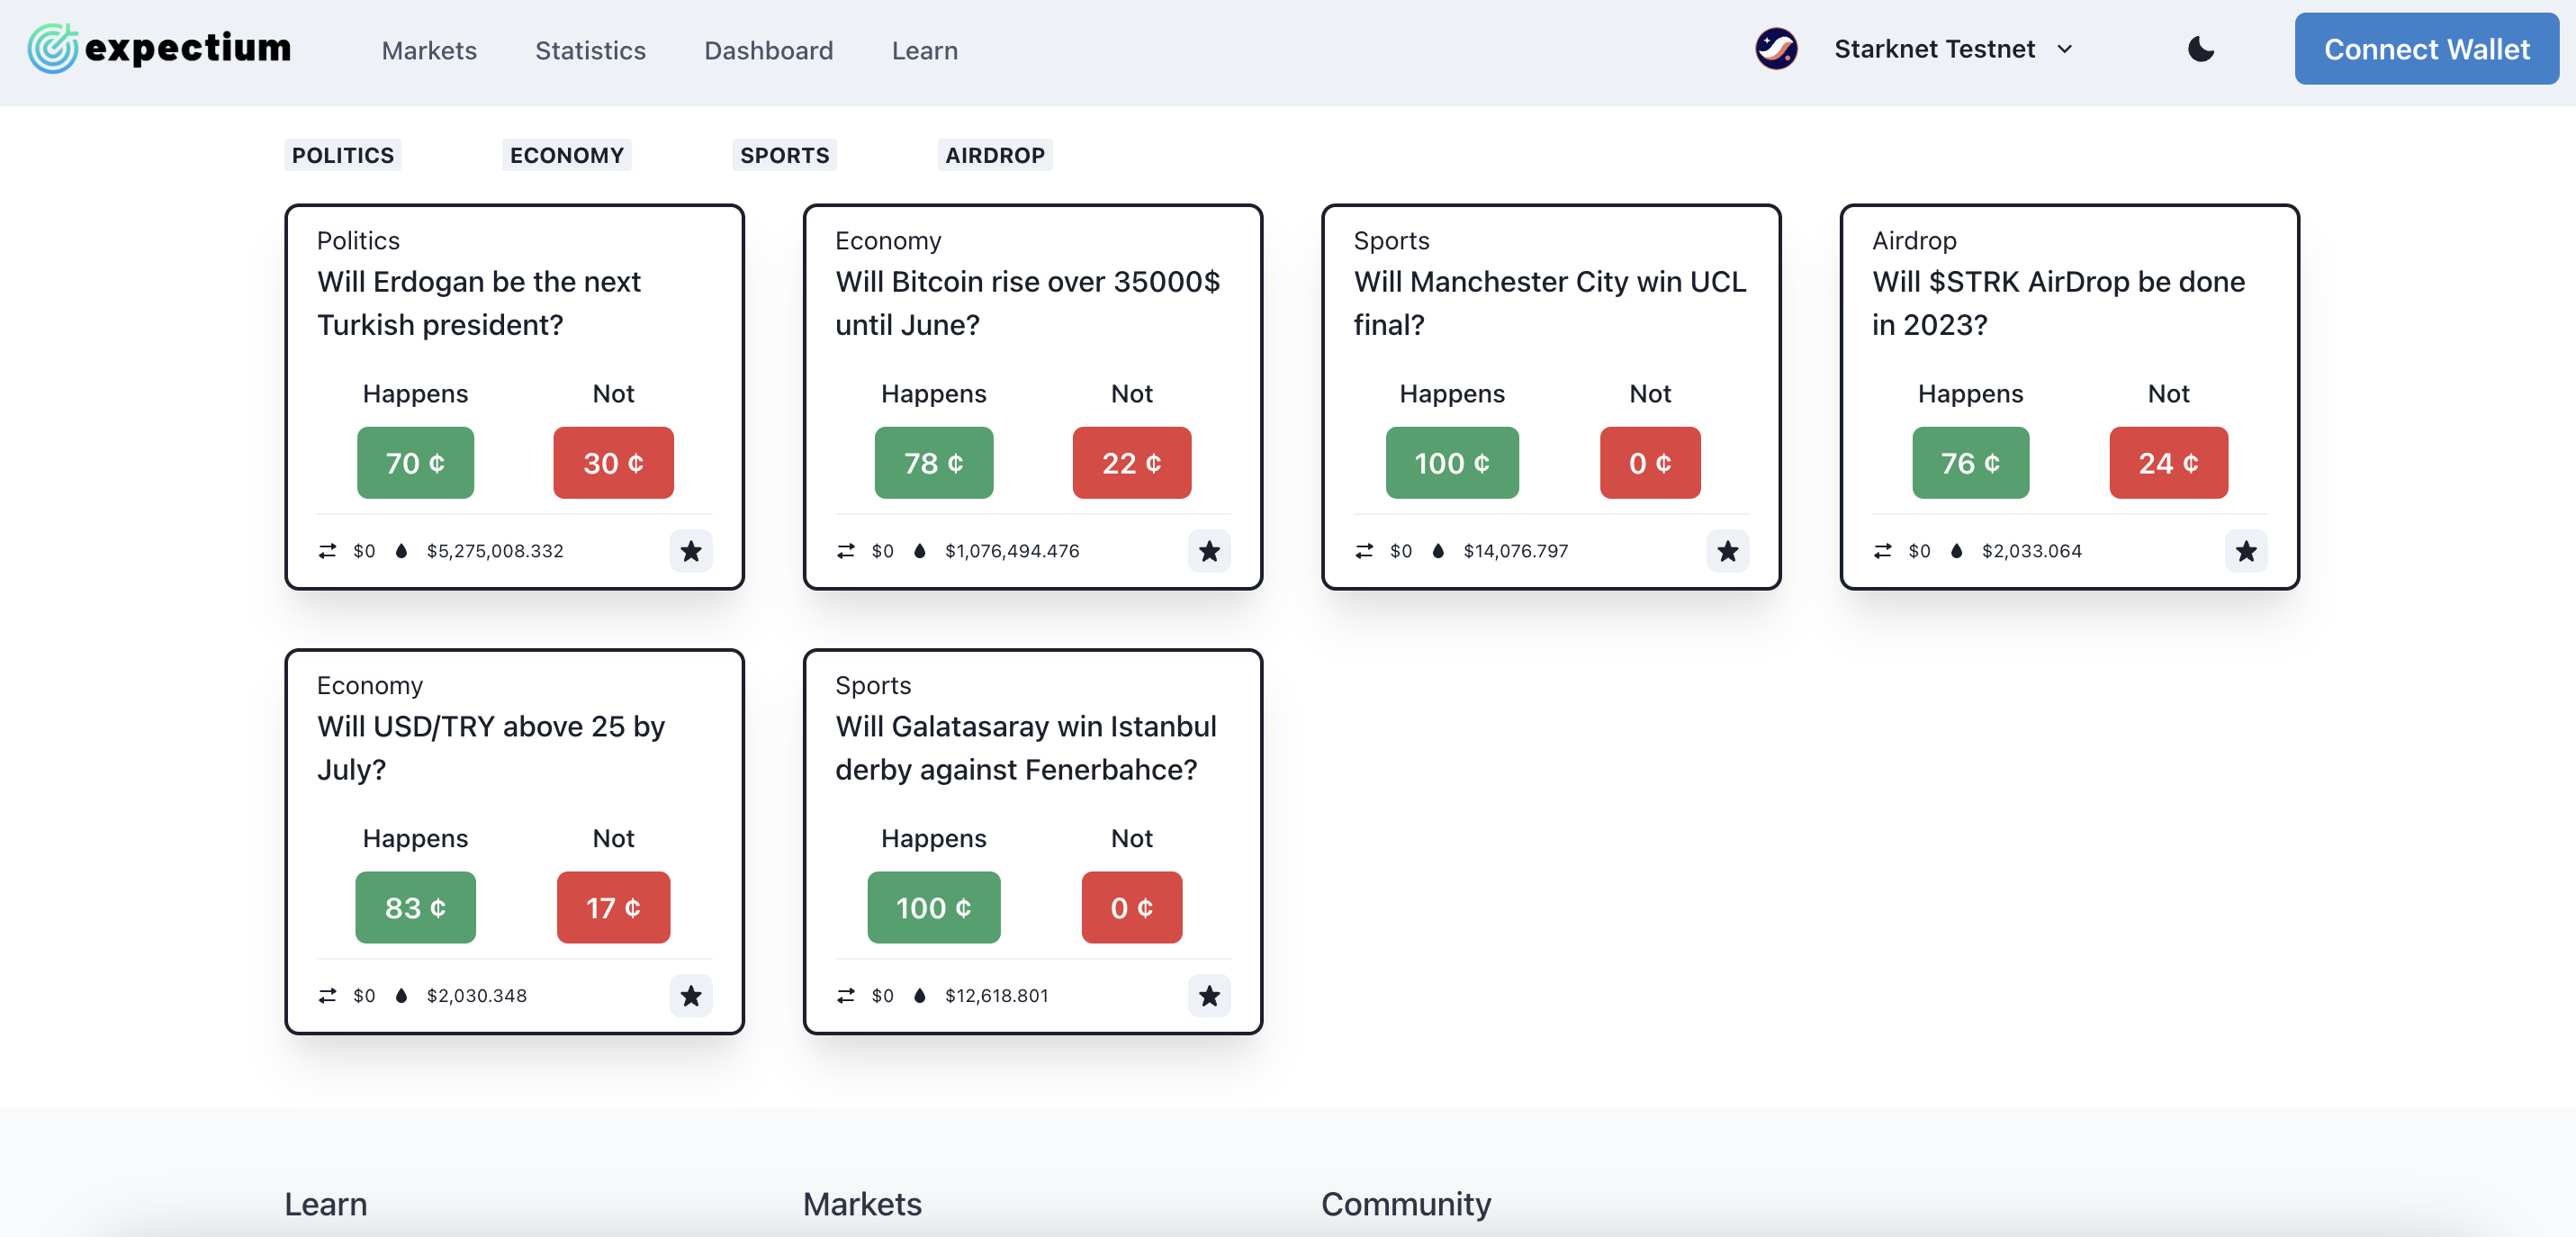 expectium Markets Statistics Dashboard Learn Starknet Testnet Connect Wallet
POLITICS ECONOMY SPORTS AIRDROP
Politics
Will Erdogan be the next
Turkish president?
Happens Not
70 ¢ 30 ¢
$0 $5,275,008.332
Economy
Will Bitcoin rise over 35000$
until June?
Happens Not
78 ¢ 22 ¢
$0 $1,076,494.476
Sports
Will Manchester City win UCL
final?
Happens Not
100 ¢ 0 ¢
$0 $14,076.797
Airdrop
Will $STRK AirDrop be done
in 2023?
Happens Not
76 ¢ 24 ¢
$0 $2,033.064
Economy
Will USD/TRY above 25 by
July?
Happens Not
83 ¢ 17 ¢
$0 $2,030.348
Sports
Will Galatasaray win Istanbul
derby against Fenerbahce?
Happens Not
100 ¢ 0 ¢
$0 $12,618.801
Learn Markets Community